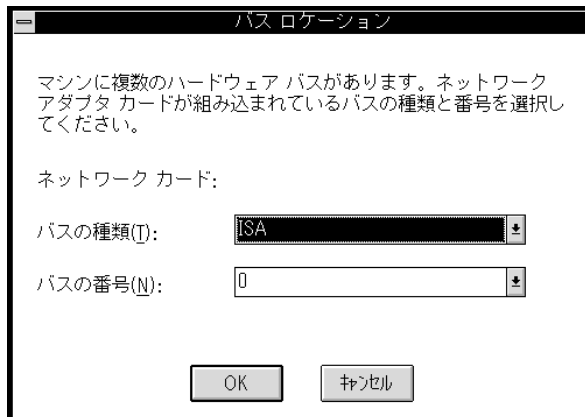 バス ロケーション
マシンに複数のハードウェア バスがあります。ネットワーク
アダプタ カードが組み込まれているバスの種類と番号を選択し
てください。
ネットワーク カード:
バスの種類(T): ISA
バスの番号(N): 0
OK ｷｬﾝｾﾙ